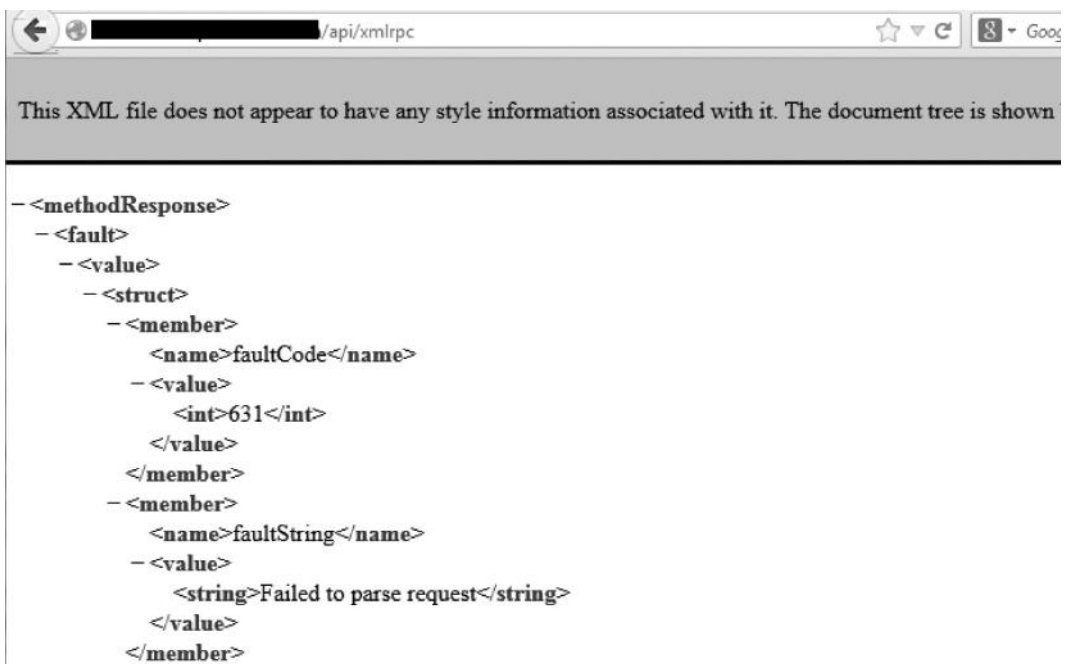 /api/xmlrpc
8 Goog
This XML file does not appear to have any style information associated with it. The document tree is shown
−<methodResponse>
−<fault>
−<value>
−<struct>
−<member>
<name>faultCode</name>
−<value>
<int>631</int>
</value>
</member>
−<member>
<name>faultString</name>
−<value>
<string>Failed to parse request</string>
</value>
</member>